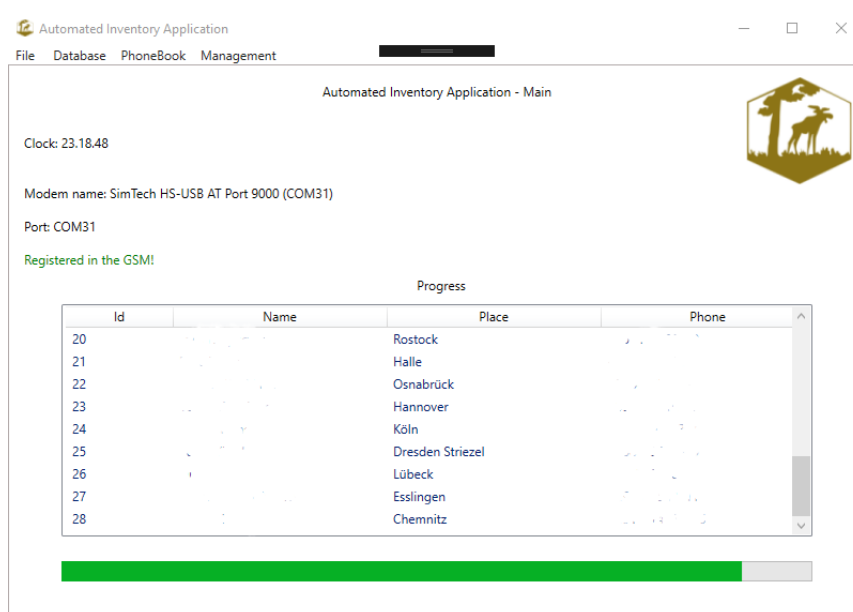 Automated Inventory Application
File Database PhoneBook Management
Automated Inventory Application - Main
Clock: 23.18.48
Modem name: SimTech HS-USB AT Port 9000 (COM31)
Port: COM31
Registered in the GSM!
Progress
Id Name Place Phone
20 Rostock
21 Halle
22 Osnabrück
23 Hannover
24 Köln
25 Dresden Striezel
26 Lübeck
27 Esslingen
28 Chemnitz